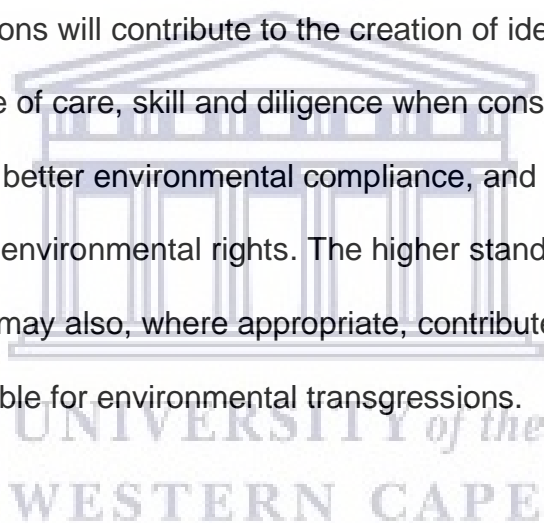 ons will contribute to the creation of ide
e of care, skill and diligence when cons
better environmental compliance, and
environmental rights. The higher stand
may also, where appropriate, contribute
ble for environmental transgressions.
UNIVERSITY of the
WESTERN CAPE